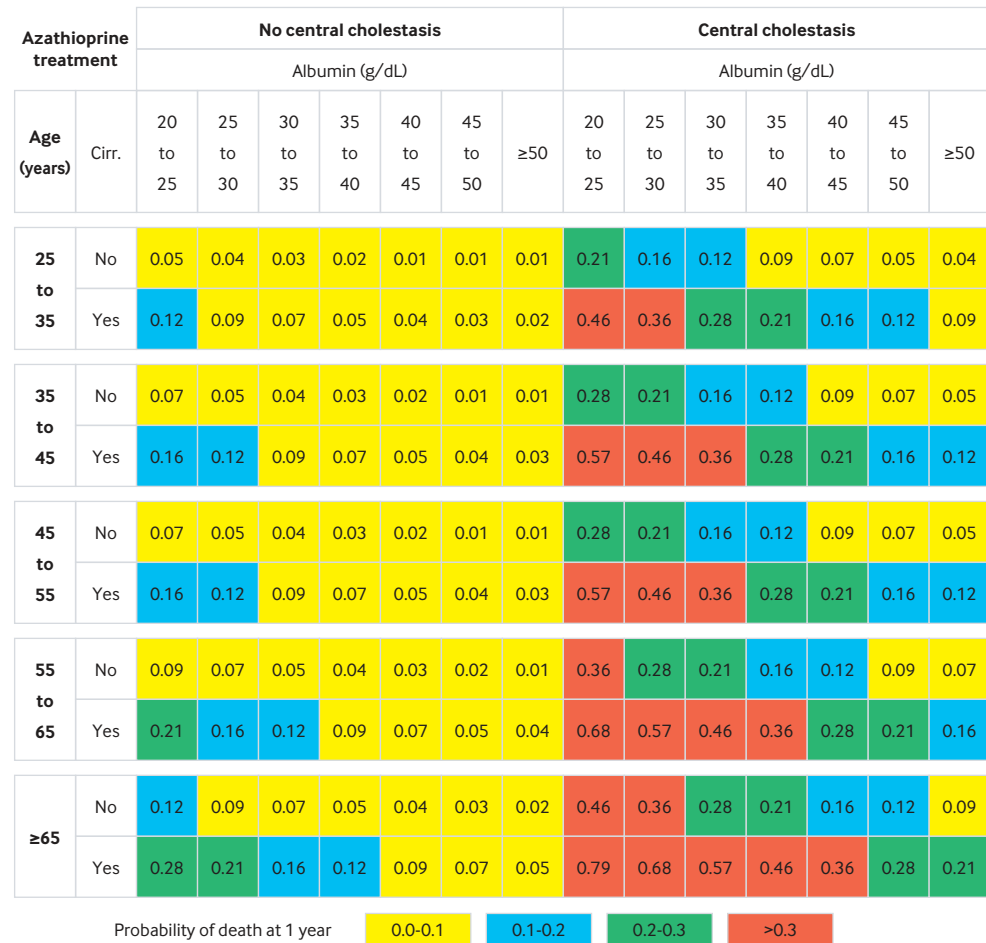 Azathioprine treatment No central cholestasis Central cholestasis
Albumin (g/dL) Albumin (g/dL)
Age (years) Cirr. 20 to 25 25 to 30 30 to 35 35 to 40 40 to 45 45 to 50 ≥50 20 to 25 25 to 30 30 to 35 35 to 40 40 to 45 45 to 50 ≥50
25 to 35 No 0.05 0.04 0.03 0.02 0.01 0.01 0.01 0.21 0.16 0.12 0.09 0.07 0.05 0.04
Yes 0.12 0.09 0.07 0.05 0.04 0.03 0.02 0.46 0.36 0.28 0.21 0.16 0.12 0.09
35 to 45 No 0.07 0.05 0.04 0.03 0.02 0.01 0.01 0.28 0.21 0.16 0.12 0.09 0.07 0.05
Yes 0.16 0.12 0.09 0.07 0.05 0.04 0.03 0.57 0.46 0.36 0.28 0.21 0.16 0.12
45 to 55 No 0.07 0.05 0.04 0.03 0.02 0.01 0.01 0.28 0.21 0.16 0.12 0.09 0.07 0.05
Yes 0.16 0.12 0.09 0.07 0.05 0.04 0.03 0.57 0.46 0.36 0.28 0.21 0.16 0.12
55 to 65 No 0.09 0.07 0.05 0.04 0.03 0.02 0.01 0.36 0.28 0.21 0.16 0.12 0.09 0.07
Yes 0.21 0.16 0.12 0.09 0.07 0.05 0.04 0.68 0.57 0.46 0.36 0.28 0.21 0.16
≥65 No 0.12 0.09 0.07 0.05 0.04 0.03 0.02 0.46 0.36 0.28 0.21 0.16 0.12 0.09
Yes 0.28 0.21 0.16 0.12 0.09 0.07 0.05 0.79 0.68 0.57 0.46 0.36 0.28 0.21
Probability of death at 1 year 0.0-0.1 0.1-0.2 0.2-0.3 >0.3